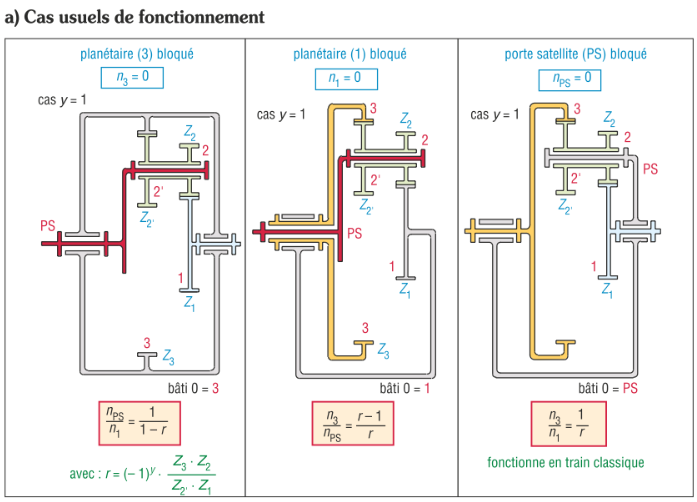 a) Cas usuels de fonctionnement
planétaire (3) bloqué
n3 = 0
cas y = 1
Z2
2
2'
Z2'
PS
1
Z1
3
Z3
bâti 0 = 3
nPS / n1 = 1 / (1 – r)
avec : r = (– 1)^y · (Z3 · Z2) / (Z2' · Z1)
planétaire (1) bloqué
n1 = 0
cas y = 1
3
Z2
2
2'
Z2'
PS
1
Z1
3
Z3
bâti 0 = 1
n3 / nPS = (r – 1) / r
porte satellite (PS) bloqué
nPS = 0
cas y = 1
3
Z2
2
PS
2'
Z2'
1
Z1
bâti 0 = PS
n3 / n1 = 1 / r
fonctionne en train classique